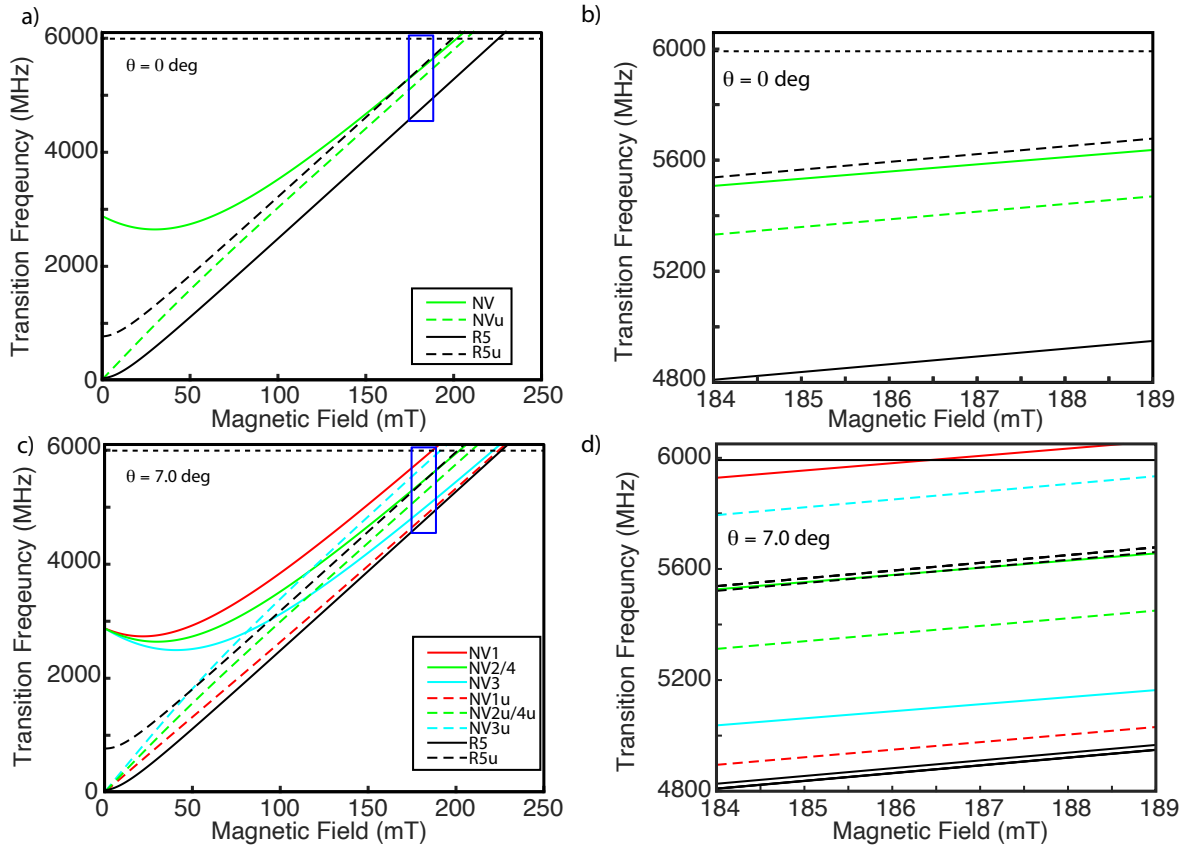 a)
Transition Freqeuncy (MHz)
6000
4000
2000
0
θ = 0 deg
NV
NVu
R5
R5u
0 50 100 150 200 250
Magnetic Field (mT)
b)
Transition Freqeuncy (MHz)
6000
5600
5200
4800
θ = 0 deg
184 185 186 187 188 189
Magnetic Field (mT)
c)
Transition Freqeuncy (MHz)
6000
4000
2000
0
θ = 7.0 deg
NV1
NV2/4
NV3
NV1u
NV2u/4u
NV3u
R5
R5u
0 50 100 150 200 250
Magnetic Field (mT)
d)
Transition Freqeuncy (MHz)
6000
5600
5200
4800
θ = 7.0 deg
184 185 186 187 188 189
Magnetic Field (mT)